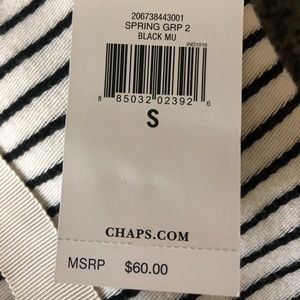 206738443001
SPRING GRP 2
BLACK MU
IND1016
8 85032 02392 6
S
CHAPS.COM
MSRP $60.00